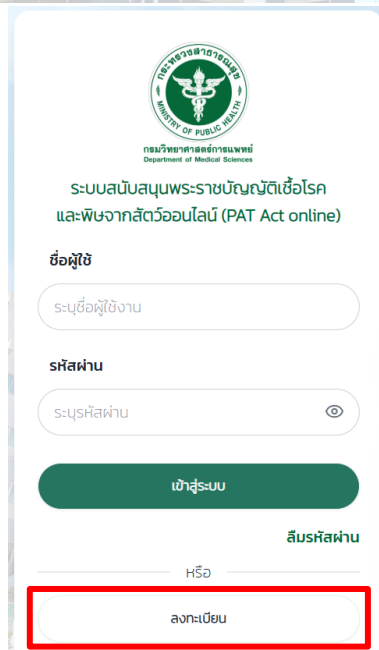 กระทรวงสาธารณสุข
MINISTRY OF PUBLIC HEALTH
กรมวิทยาศาสตร์การแพทย์
Department of Medical Sciences
ระบบสนับสนุนพระราชบัญญัติเชื้อโรค
และพิษจากสัตว์ออนไลน์ (PAT Act online)
ชื่อผู้ใช้
ระบุชื่อผู้ใช้งาน
รหัสผ่าน
ระบุรหัสผ่าน
เข้าสู่ระบบ
ลืมรหัสผ่าน
หรือ
ลงทะเบียน